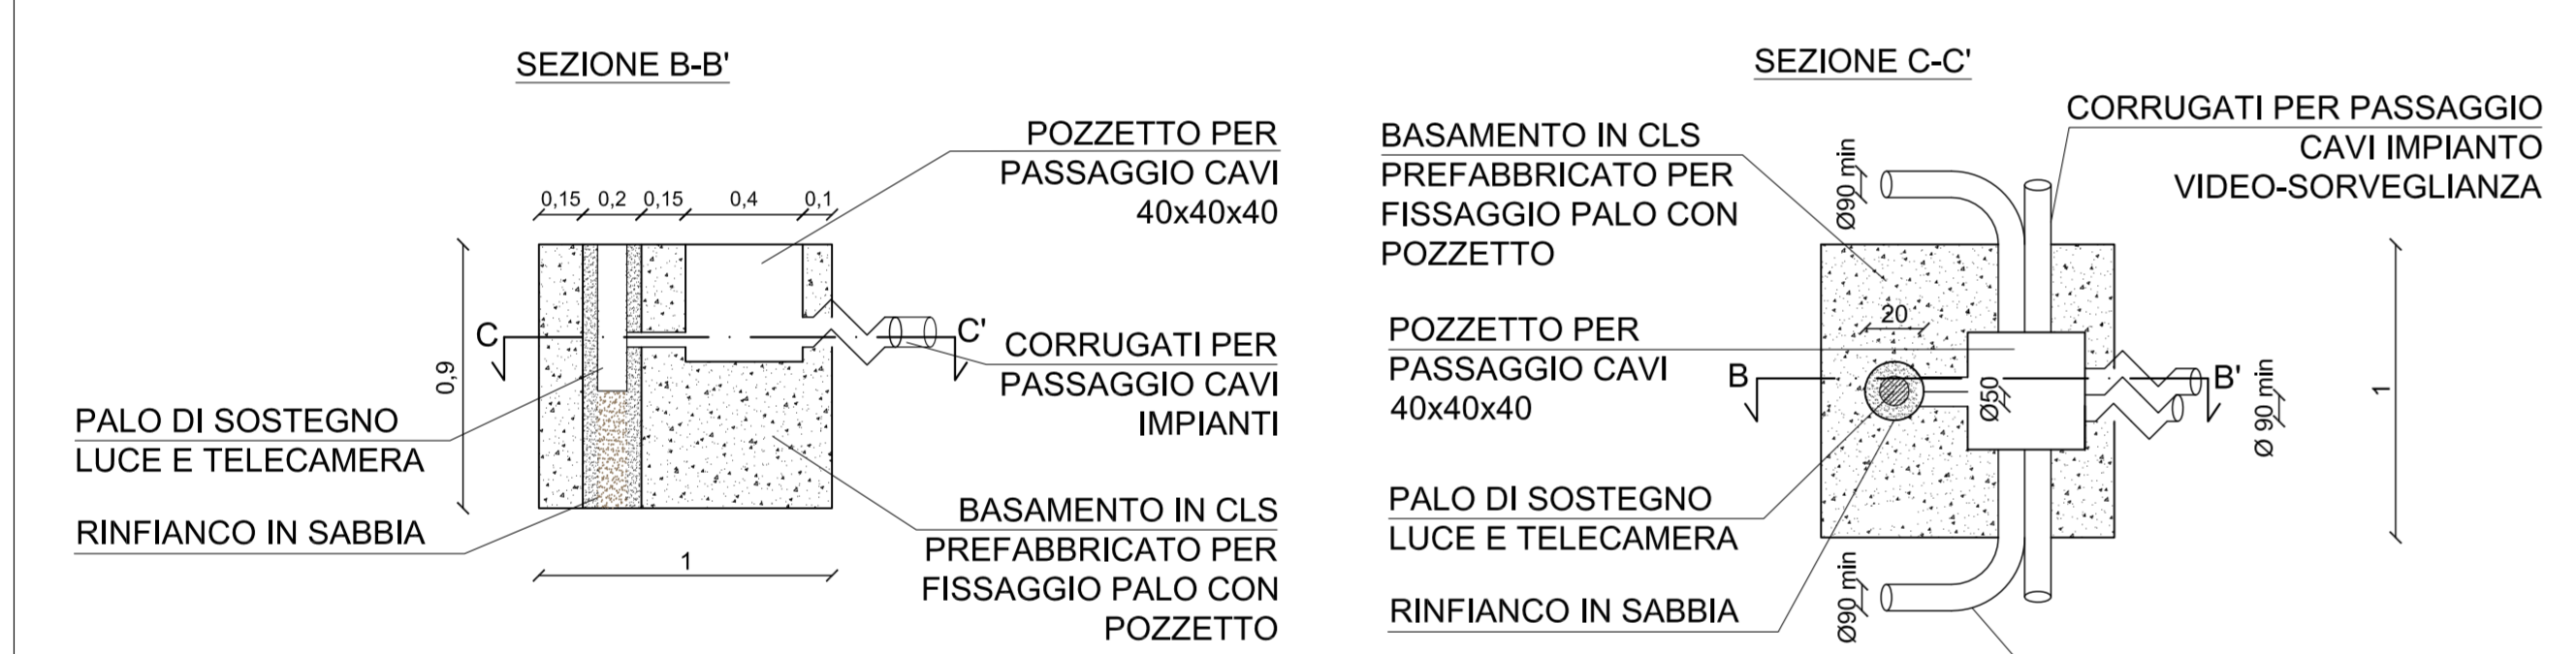 SEZIONE B-B'
POZZETTO PER
PASSAGGIO CAVI
40x40x40
0,15
0,2
0,15
0,4
0,1
C
C'
0,9
CORRUGATI PER
PASSAGGIO CAVI
IMPIANTI
PALO DI SOSTEGNO
LUCE E TELECAMERA
RINFIANCO IN SABBIA
BASAMENTO IN CLS
PREFABBRICATO PER
FISSAGGIO PALO CON
POZZETTO
1
SEZIONE C-C'
CORRUGATI PER PASSAGGIO
CAVI IMPIANTO
VIDEO-SORVEGLIANZA
BASAMENTO IN CLS
PREFABBRICATO PER
FISSAGGIO PALO CON
POZZETTO
Ø90 min
POZZETTO PER
PASSAGGIO CAVI
40x40x40
20
B
B'
Ø50
Ø 90 min
1
PALO DI SOSTEGNO
LUCE E TELECAMERA
RINFIANCO IN SABBIA
Ø90 min